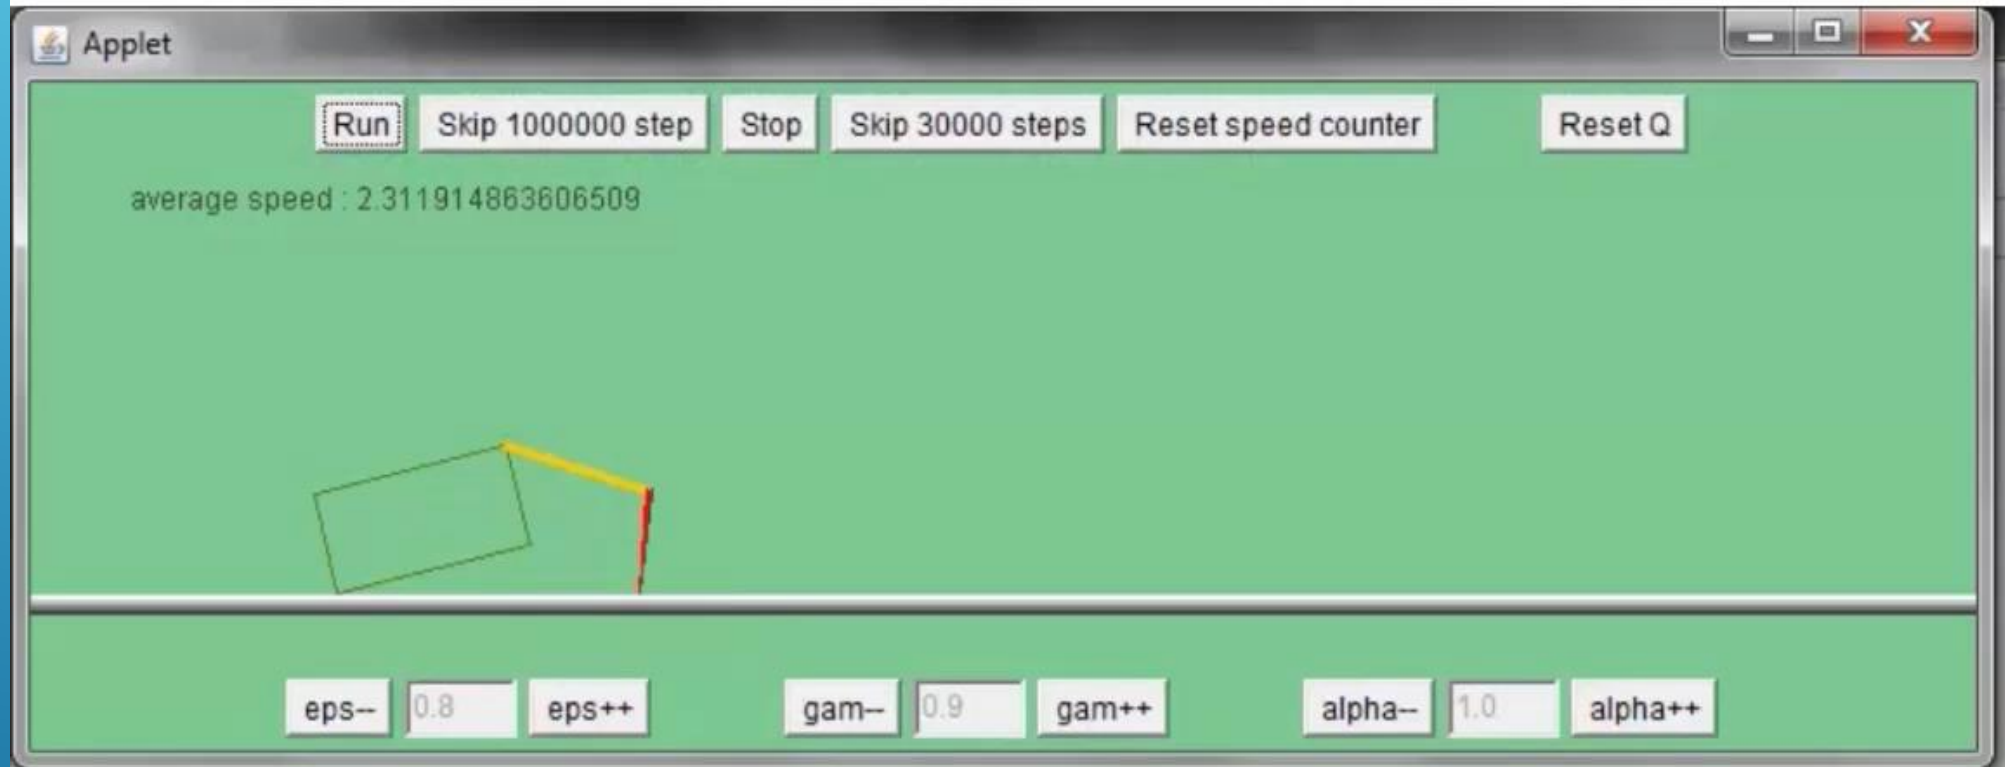 Applet
Run Skip 1000000 step Stop Skip 30000 steps Reset speed counter Reset Q
average speed : 2.311914863606509
eps-- 0.8 eps++ gam-- 0.9 gam++ alpha-- 1.0 alpha++